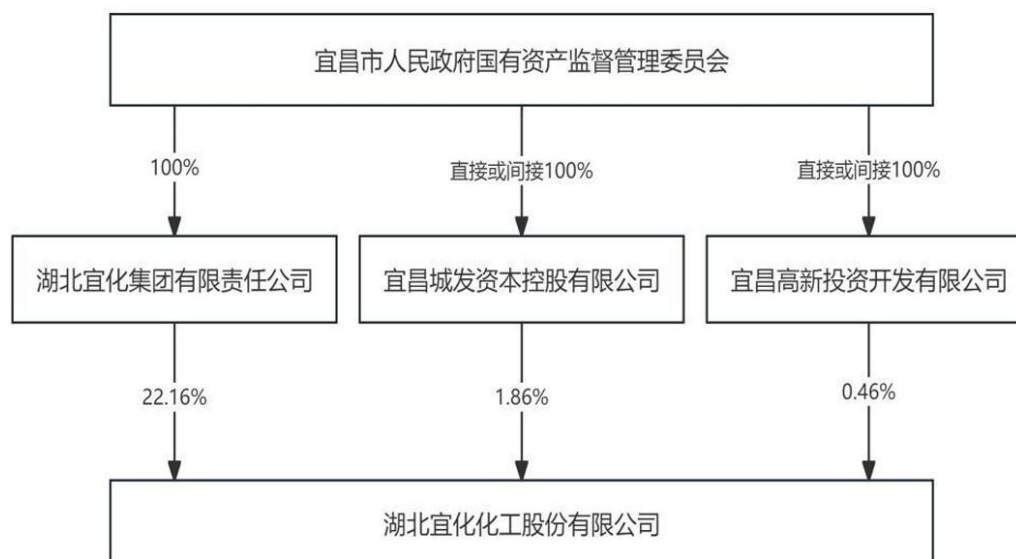 宜昌市人民政府国有资产监督管理委员会
100%
直接或间接100%
直接或间接100%
湖北宜化集团有限责任公司
宜昌城发资本控股有限公司
宜昌高新投资开发有限公司
22.16%
1.86%
0.46%
湖北宜化化工股份有限公司